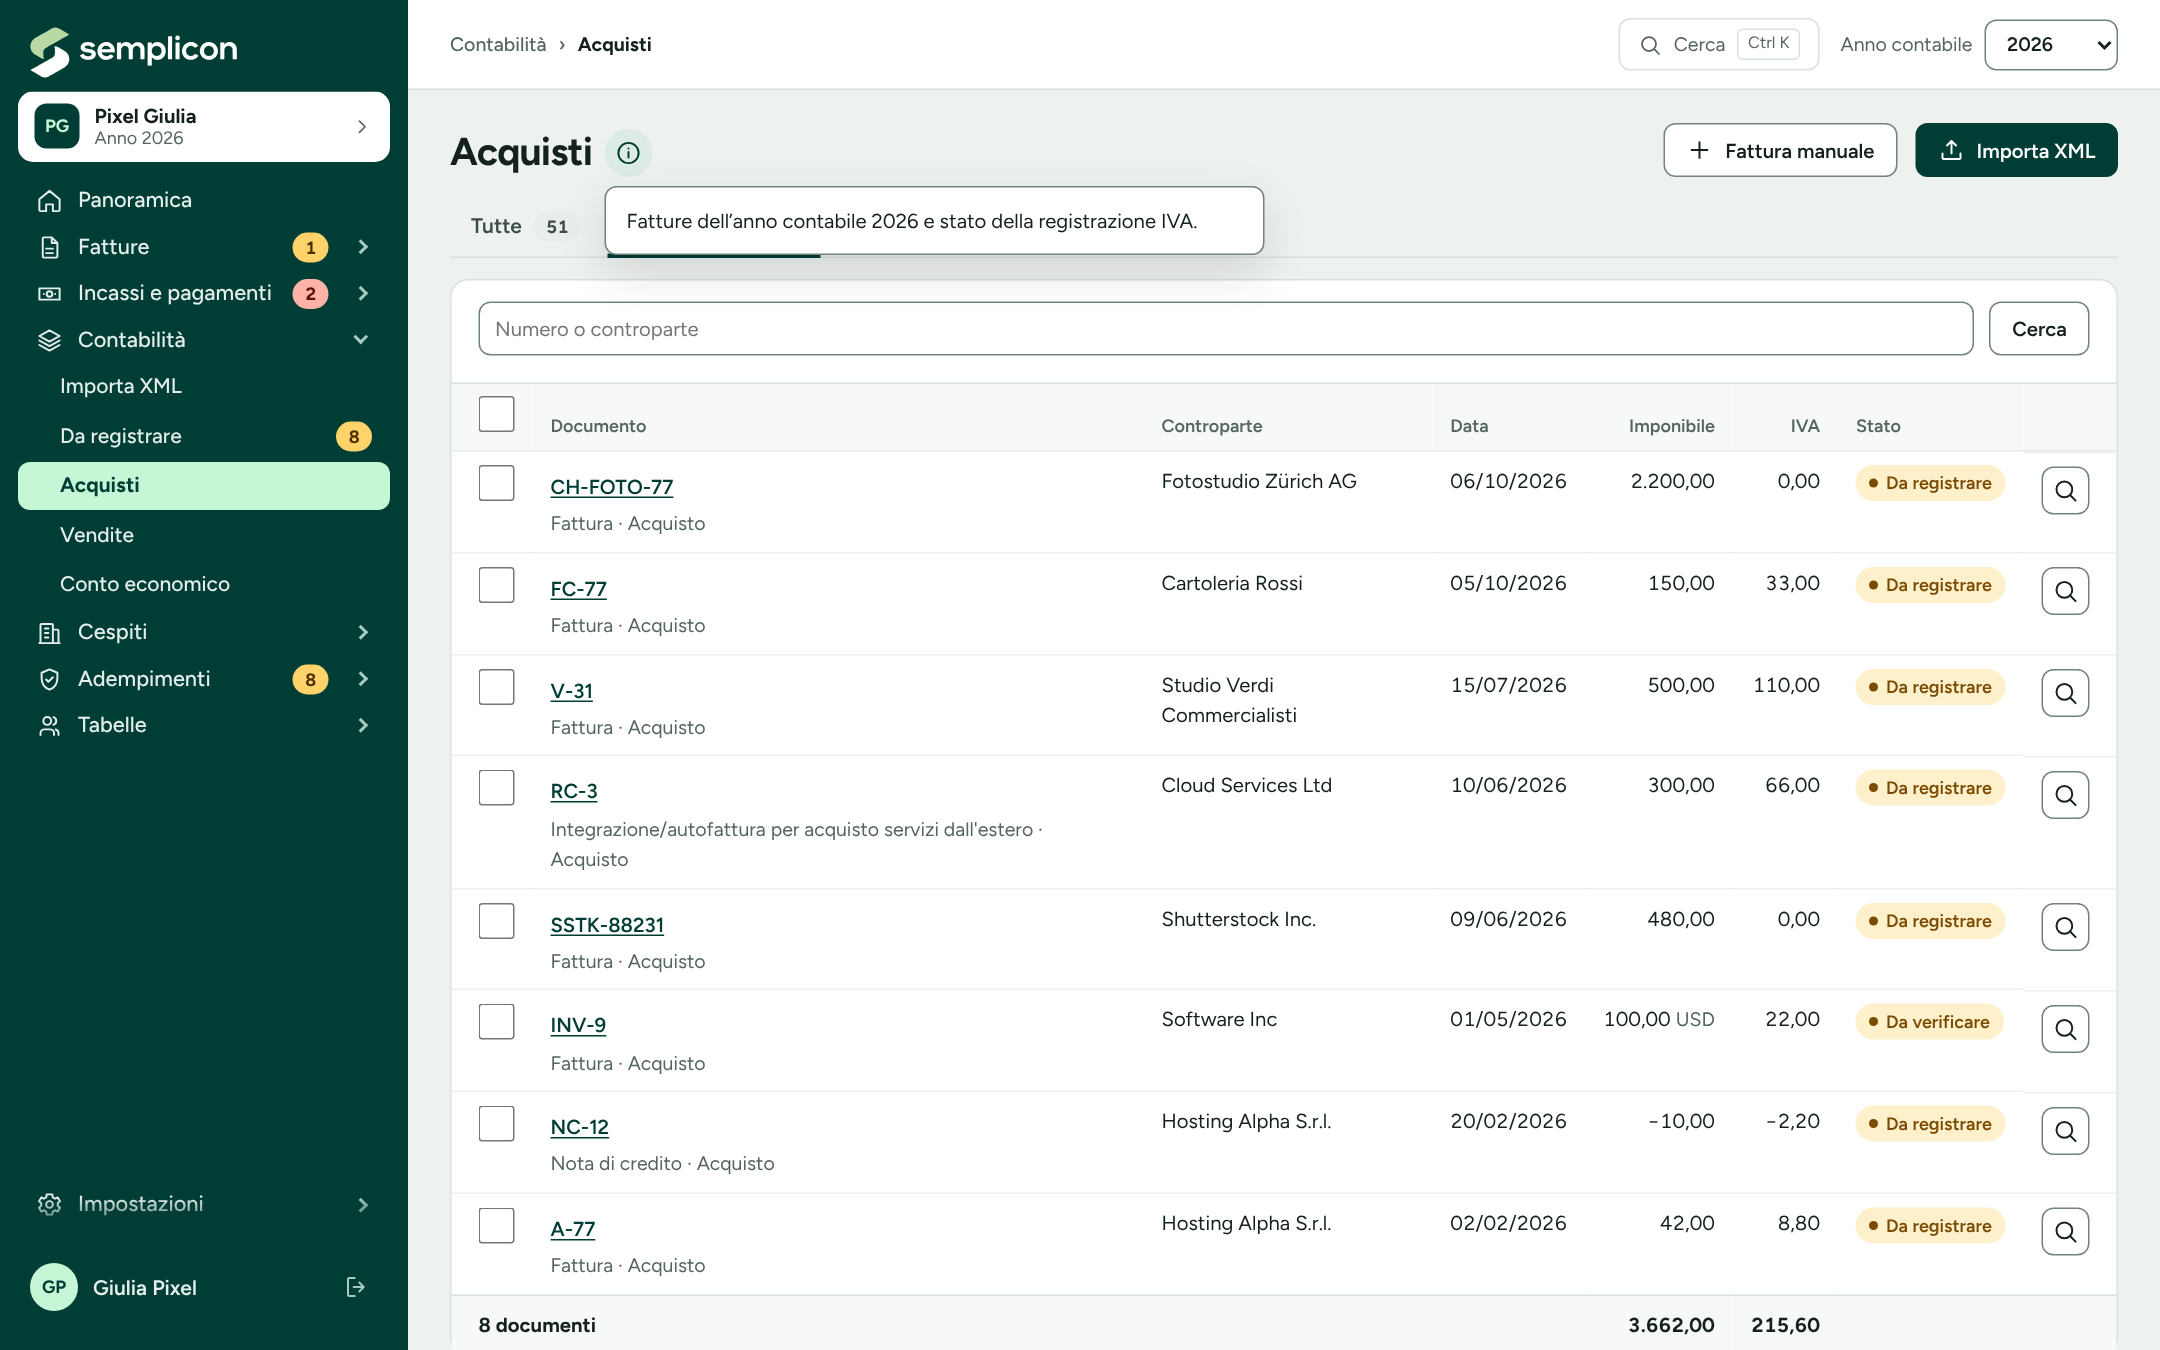 semplicon
PG
Pixel Giulia
Anno 2026
Panoramica
Fatture 1
Incassi e pagamenti 2
Contabilità
Importa XML
Da registrare 8
Acquisti
Vendite
Conto economico
Cespiti
Adempimenti 8
Tabelle
Impostazioni
GP Giulia Pixel
Contabilità › Acquisti
Cerca Ctrl K
Anno contabile 2026
Acquisti
Fattura manuale
Importa XML
Tutte 51
Fatture dell’anno contabile 2026 e stato della registrazione IVA.
Numero o controparte
Cerca
Documento Controparte Data Imponibile IVA Stato
CH-FOTO-77 Fotostudio Zürich AG 06/10/2026 2.200,00 0,00 Da registrare
Fattura · Acquisto
FC-77 Cartoleria Rossi 05/10/2026 150,00 33,00 Da registrare
Fattura · Acquisto
V-31 Studio Verdi 15/07/2026 500,00 110,00 Da registrare
Commercialisti
Fattura · Acquisto
RC-3 Cloud Services Ltd 10/06/2026 300,00 66,00 Da registrare
Integrazione/autofattura per acquisto servizi dall'estero ·
Acquisto
SSTK-88231 Shutterstock Inc. 09/06/2026 480,00 0,00 Da registrare
Fattura · Acquisto
INV-9 Software Inc 01/05/2026 100,00 USD 22,00 Da verificare
Fattura · Acquisto
NC-12 Hosting Alpha S.r.l. 20/02/2026 −10,00 −2,20 Da registrare
Nota di credito · Acquisto
A-77 Hosting Alpha S.r.l. 02/02/2026 42,00 8,80 Da registrare
Fattura · Acquisto
8 documenti 3.662,00 215,60